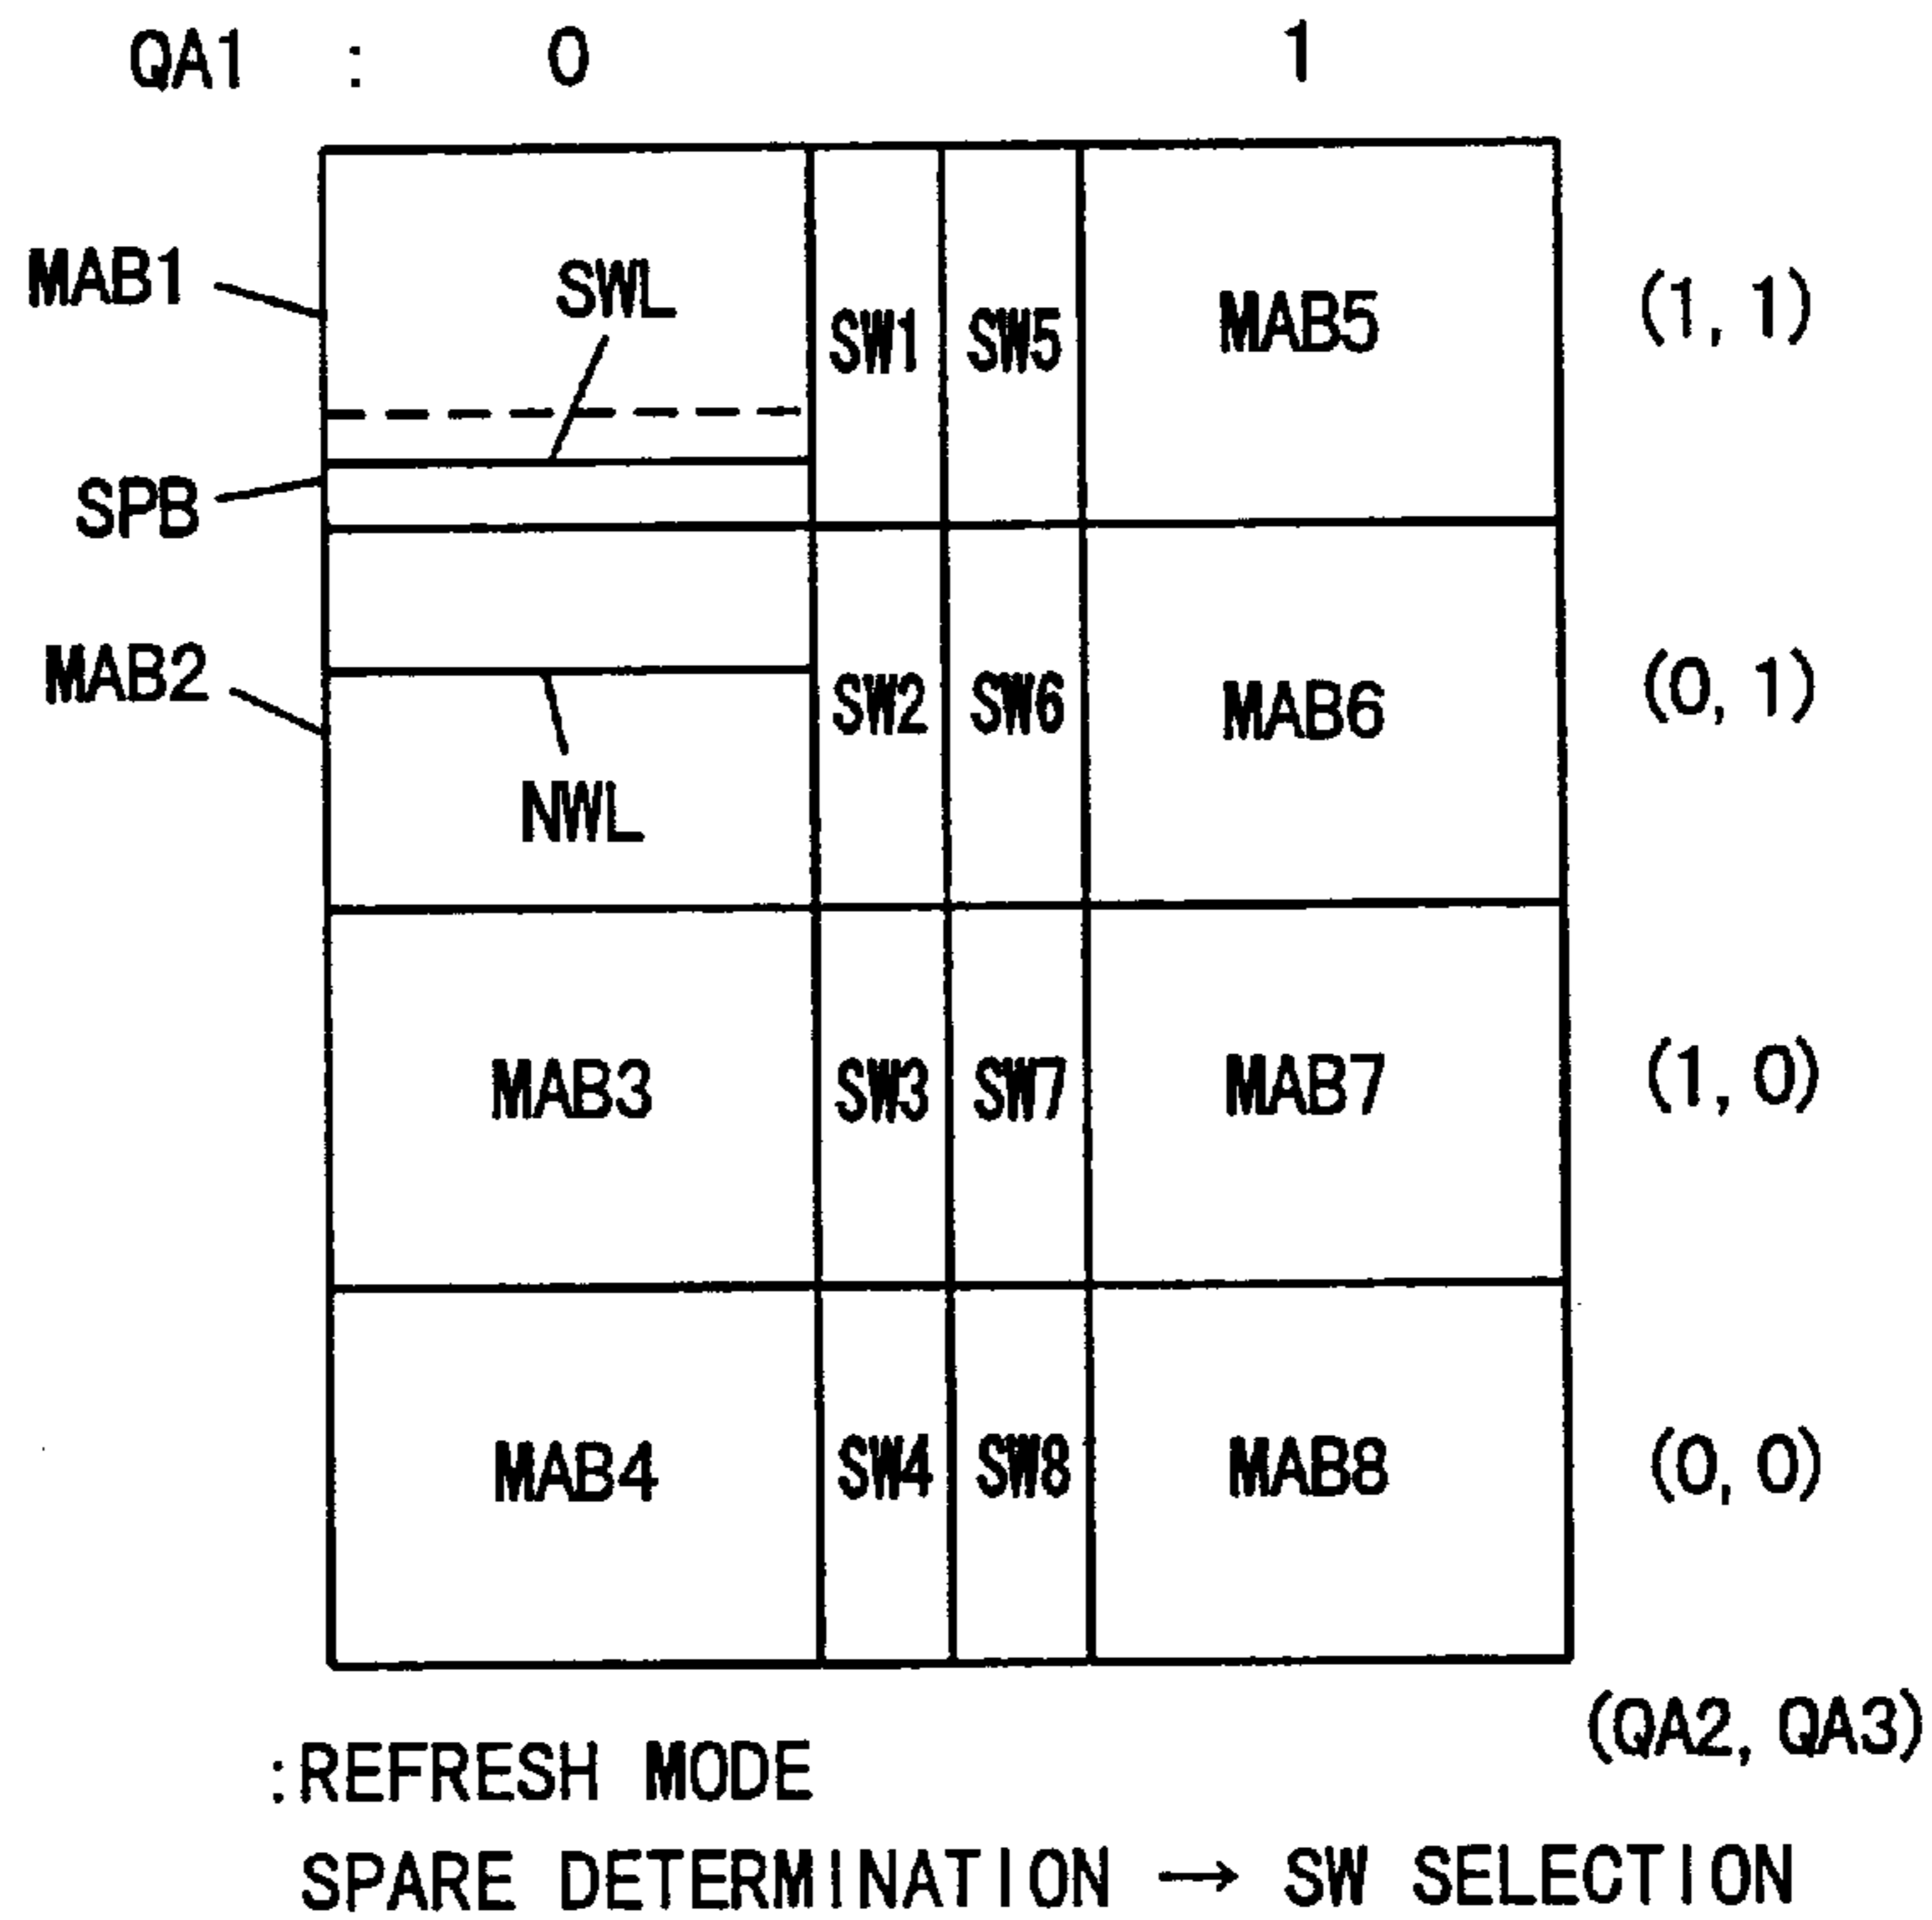 QA1 : 0 1
MAB1
SWL
SW1 SW5 MAB5 (1, 1)
SPB
MAB2
SW2 SW6 MAB6 (0, 1)
NWL
MAB3 SW3 SW7 MAB7 (1, 0)
MAB4 SW4 SW8 MAB8 (0, 0)
(QA2, QA3)
:REFRESH MODE
SPARE DETERMINATION → SW SELECTION